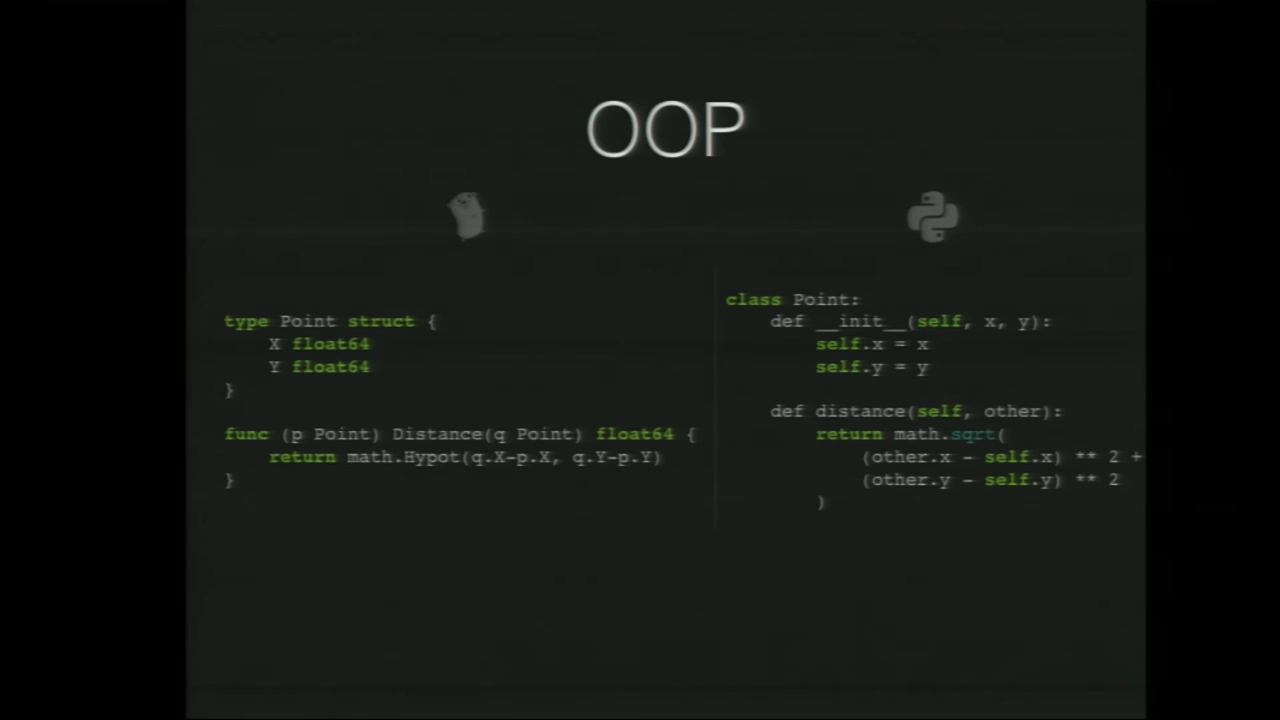 OOP
type Point struct {
    X float64
    Y float64
}
func (p Point) Distance(q Point) float64 {
    return math.Hypot(q.X-p.X, q.Y-p.Y)
}
class Point:
    def __init__(self, x, y):
        self.x = x
        self.y = y
    def distance(self, other):
        return math.sqrt(
            (other.x - self.x) ** 2 +
            (other.y - self.y) ** 2
        )